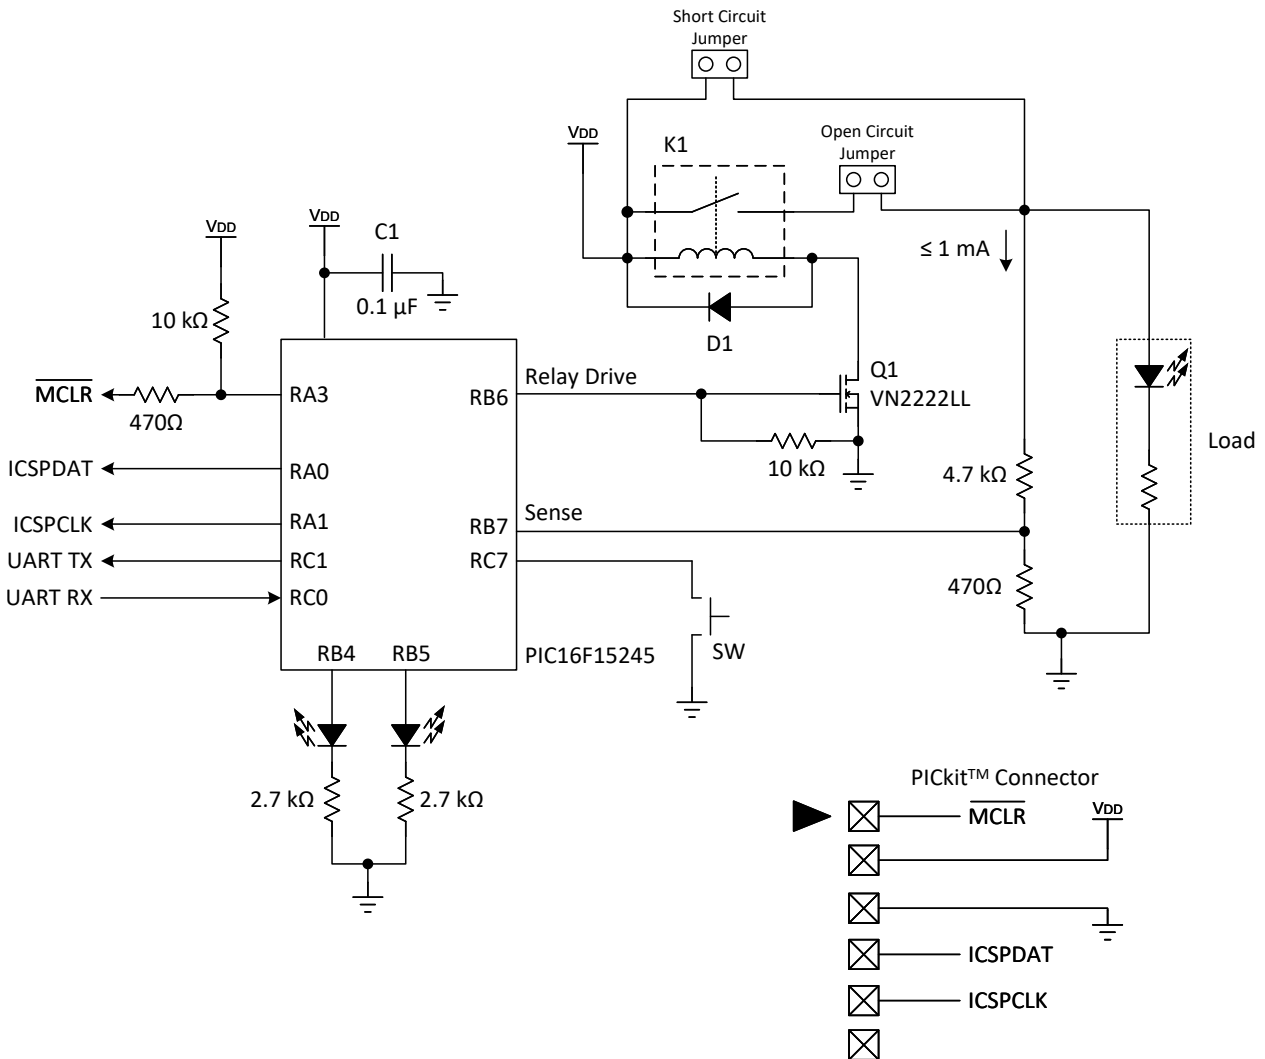 Short Circuit
Jumper
VDD
K1
Open Circuit
Jumper
VDD
VDD
C1
≤ 1 mA
10 kΩ
0.1 µF
D1
MCLR
470Ω
RA3
Relay Drive
RB6
Q1
VN2222LL
Load
ICSPDAT
RA0
10 kΩ
4.7 kΩ
ICSPCLK
RA1
Sense
RB7
UART TX
RC1
RC7
470Ω
UART RX
RC0
RB4
RB5
PIC16F15245
SW
2.7 kΩ
2.7 kΩ
PICkit™ Connector
MCLR
VDD
ICSPDAT
ICSPCLK